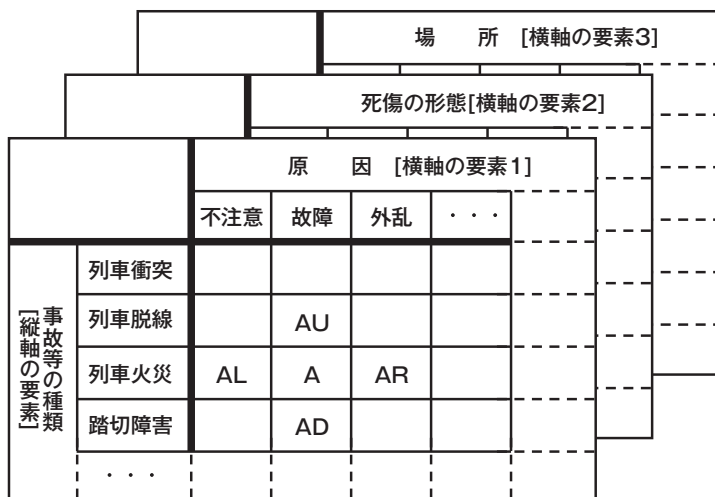 場 所 [横軸の要素3]
死傷の形態[横軸の要素2]
原 因 [横軸の要素1]
不注意 故障 外乱 ・・・
事故等の種類
[縦軸の要素]
列車衝突
列車脱線 AU
列車火災 AL A AR
踏切障害 AD
・・・